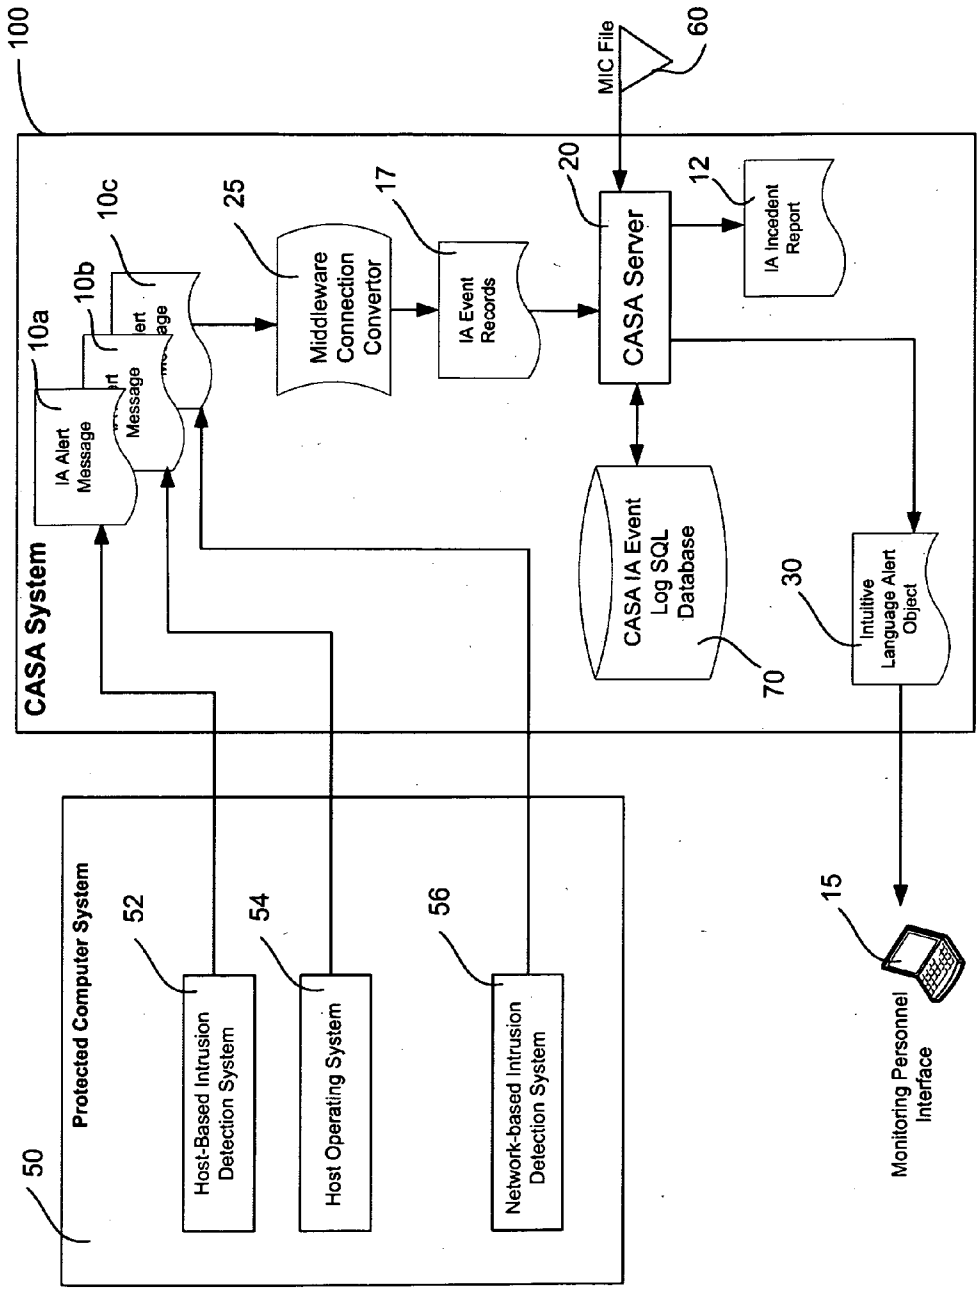 100
CASA System
IA Alert
Message
10a
Message
10b
10c
Middleware
Connection
Convertor
25
IA Event
Records
17
MIC File
60
CASA Server
20
IA Incedent
Report
12
CASA IA Event
Log SQL
Database
70
Intuitive
Language Alert
Object
30
50
Protected Computer System
Host-Based Intrusion
Detection System
52
Host Operating System
54
Network-based Intrusion
Detection System
56
15
Monitoring Personnel
Interface